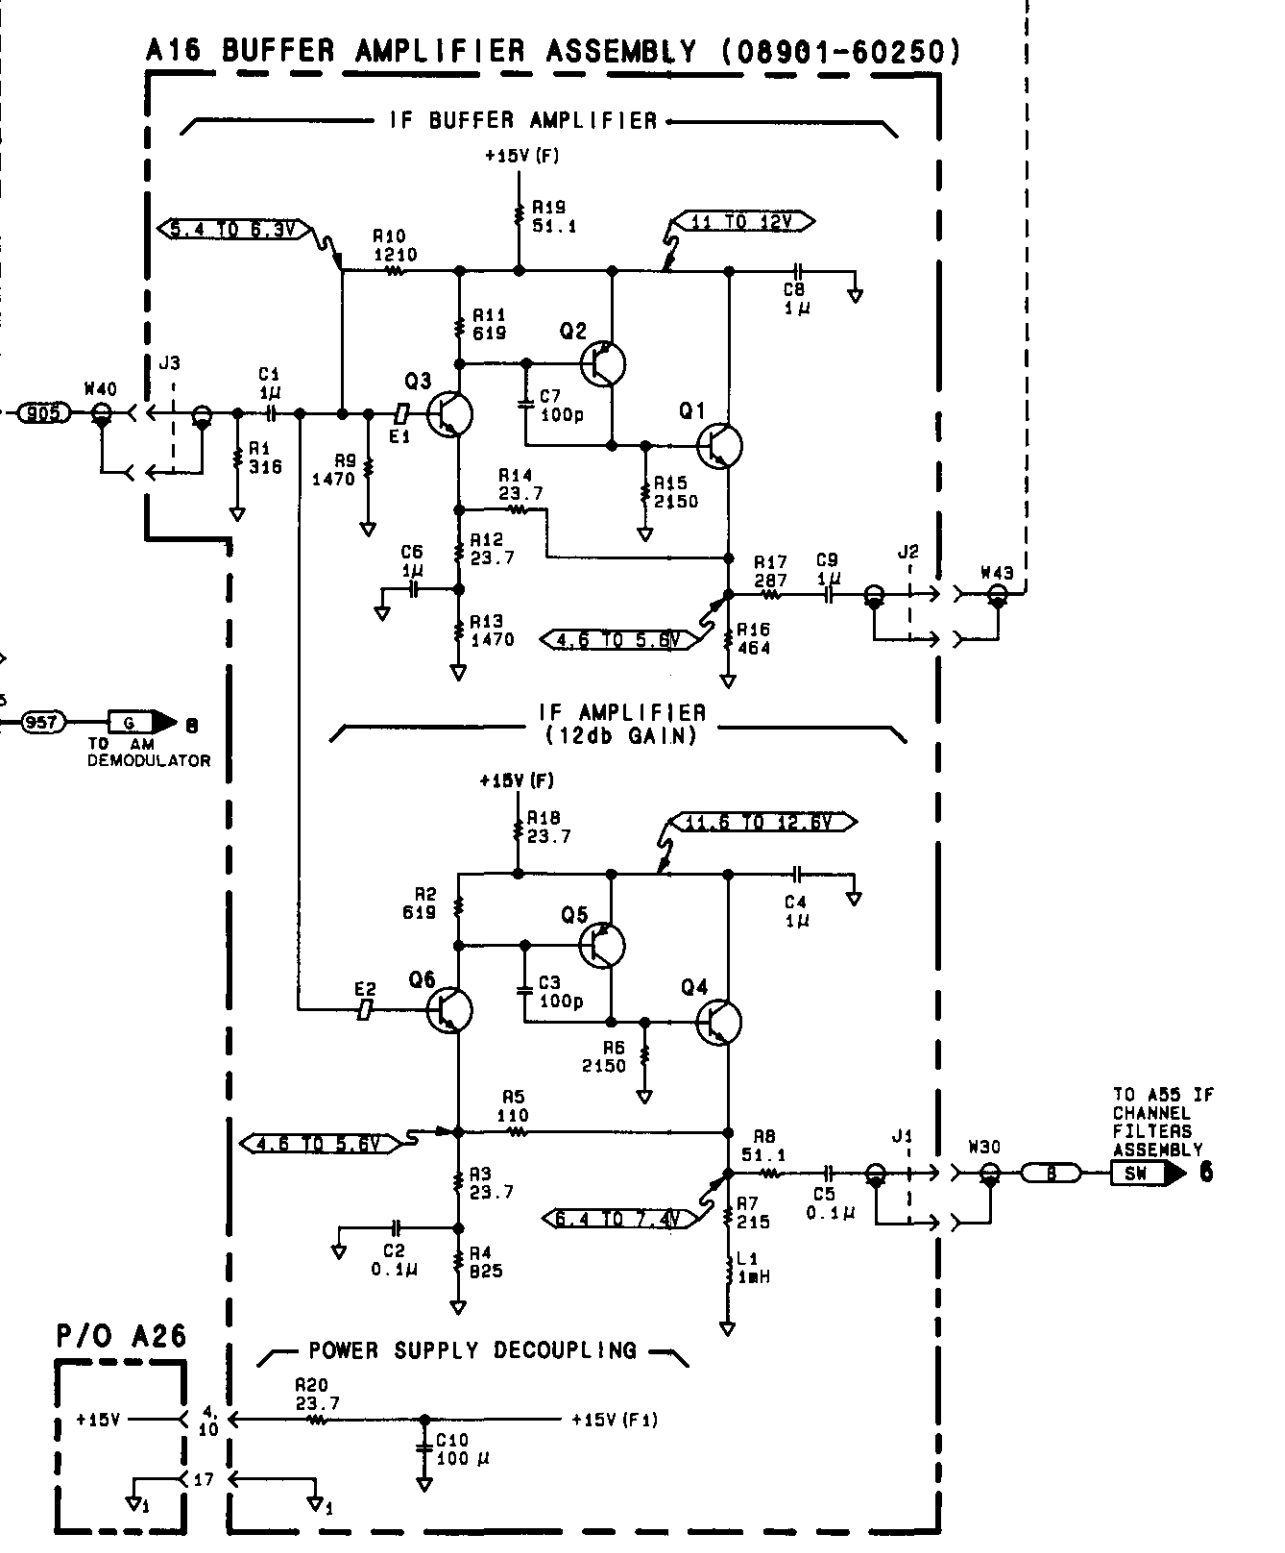 A16 BUFFER AMPLIFIER ASSEMBLY (08901-60250)
IF BUFFER AMPLIFIER
+15V(F)
R19
51.1
11 TO 12V
5.4 TO 6.3V
R10
1210
C8
1μ
R11
619
Q2
J3
W40
C1
1μ
Q3
C7
100p
Q1
905
E1
R1
316
R9
1470
R14
23.7
R15
2150
R12
23.7
C6
1μ
R17
287
C9
1μ
J2
W43
R13
1470
4.6 TO 5.6V
R16
464
5
957
G
8
TO AM
DEMODULATOR
IF AMPLIFIER
(12db GAIN)
+15V(F)
R18
23.7
11.6 TO 12.6V
R2
619
C4
1μ
Q5
Q6
E2
C3
100p
Q4
R6
2150
R5
110
4.6 TO 5.6V
R8
51.1
J1
W30
B
TO A55 IF
CHANNEL
FILTERS
ASSEMBLY
SW
6
R3
23.7
C5
0.1μ
6.4 TO 7.4V
R7
215
C2
0.1μ
R4
825
L1
1mH
P/O A26
POWER SUPPLY DECOUPLING
R20
23.7
+15V
4,
10
+15V(F1)
C10
100 μ
17
1
1